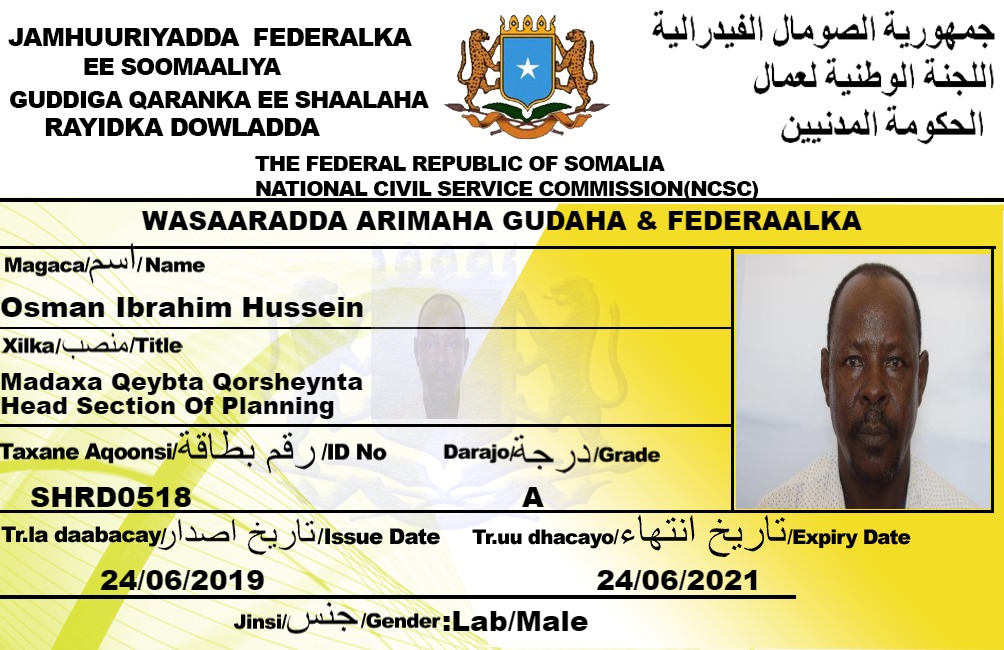 JAMHUURIYADDA FEDERALKA
EE SOOMAALIYA
GUDDIGA QARANKA EE SHAALAHA
RAYIDKA DOWLADDA
جمهورية الصومال الفيدرالية
اللجنة الوطنية لعمال
الحكومة المدنيين
THE FEDERAL REPUBLIC OF SOMALIA
NATIONAL CIVIL SERVICE COMMISSION(NCSC)
WASAARADDA ARIMAHA GUDAHA & FEDERAALKA
Magaca/اسم/Name
Osman Ibrahim Hussein
Xilka/منصب/Title
Madaxa Qeybta Qorsheynta
Head Section Of Planning
Taxane Aqoonsi/رقم بطاقة/ID No
Darajo/درجة/Grade
SHRD0518
A
Tr.la daabacay/تاريخ اصدار/Issue Date
Tr.uu dhacayo/تاريخ انتهاء/Expiry Date
24/06/2019
24/06/2021
Jinsi/جنس/Gender:Lab/Male